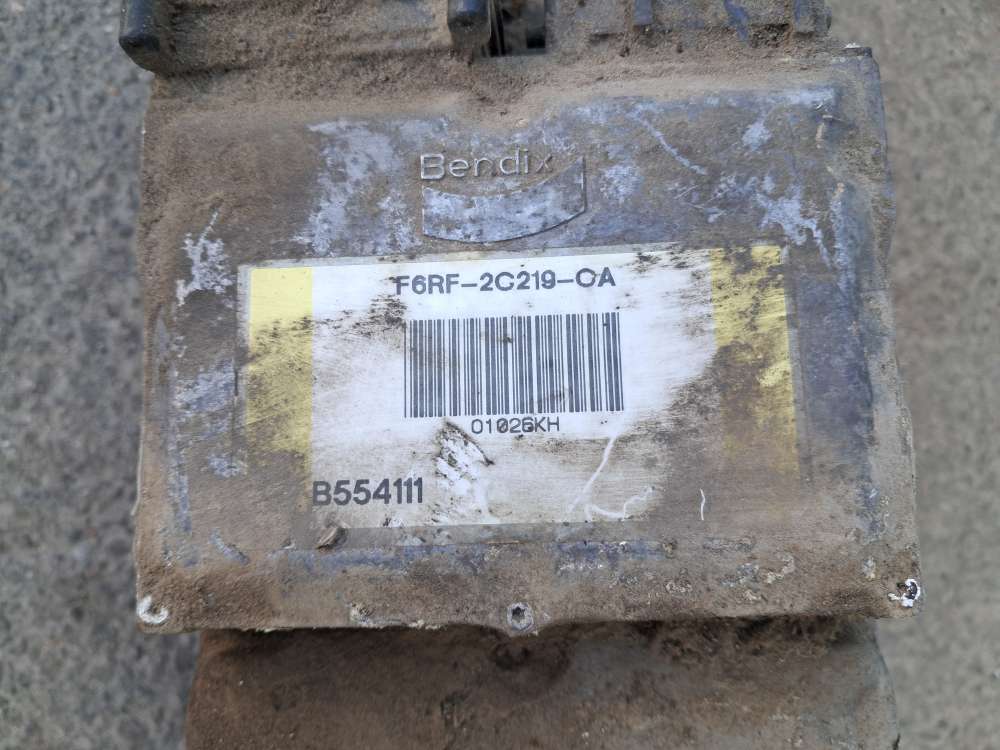 Bendix
F6RF-2C219-CA
01026KH
B554111